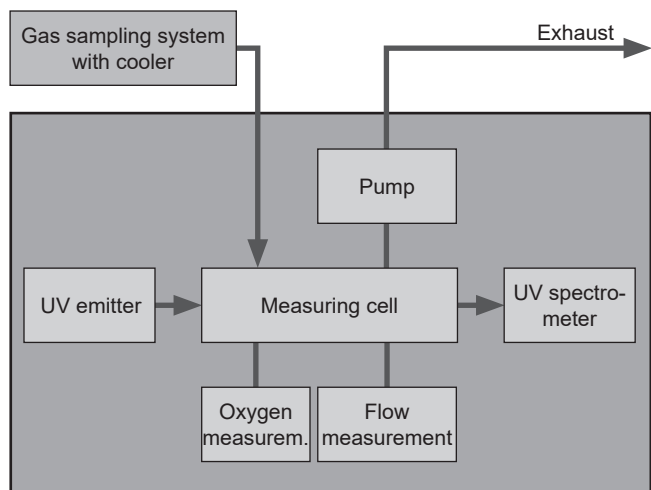 Gas sampling system
with cooler
Exhaust
Pump
UV emitter
Measuring cell
UV spectro-
meter
Oxygen
measurem.
Flow
measurement